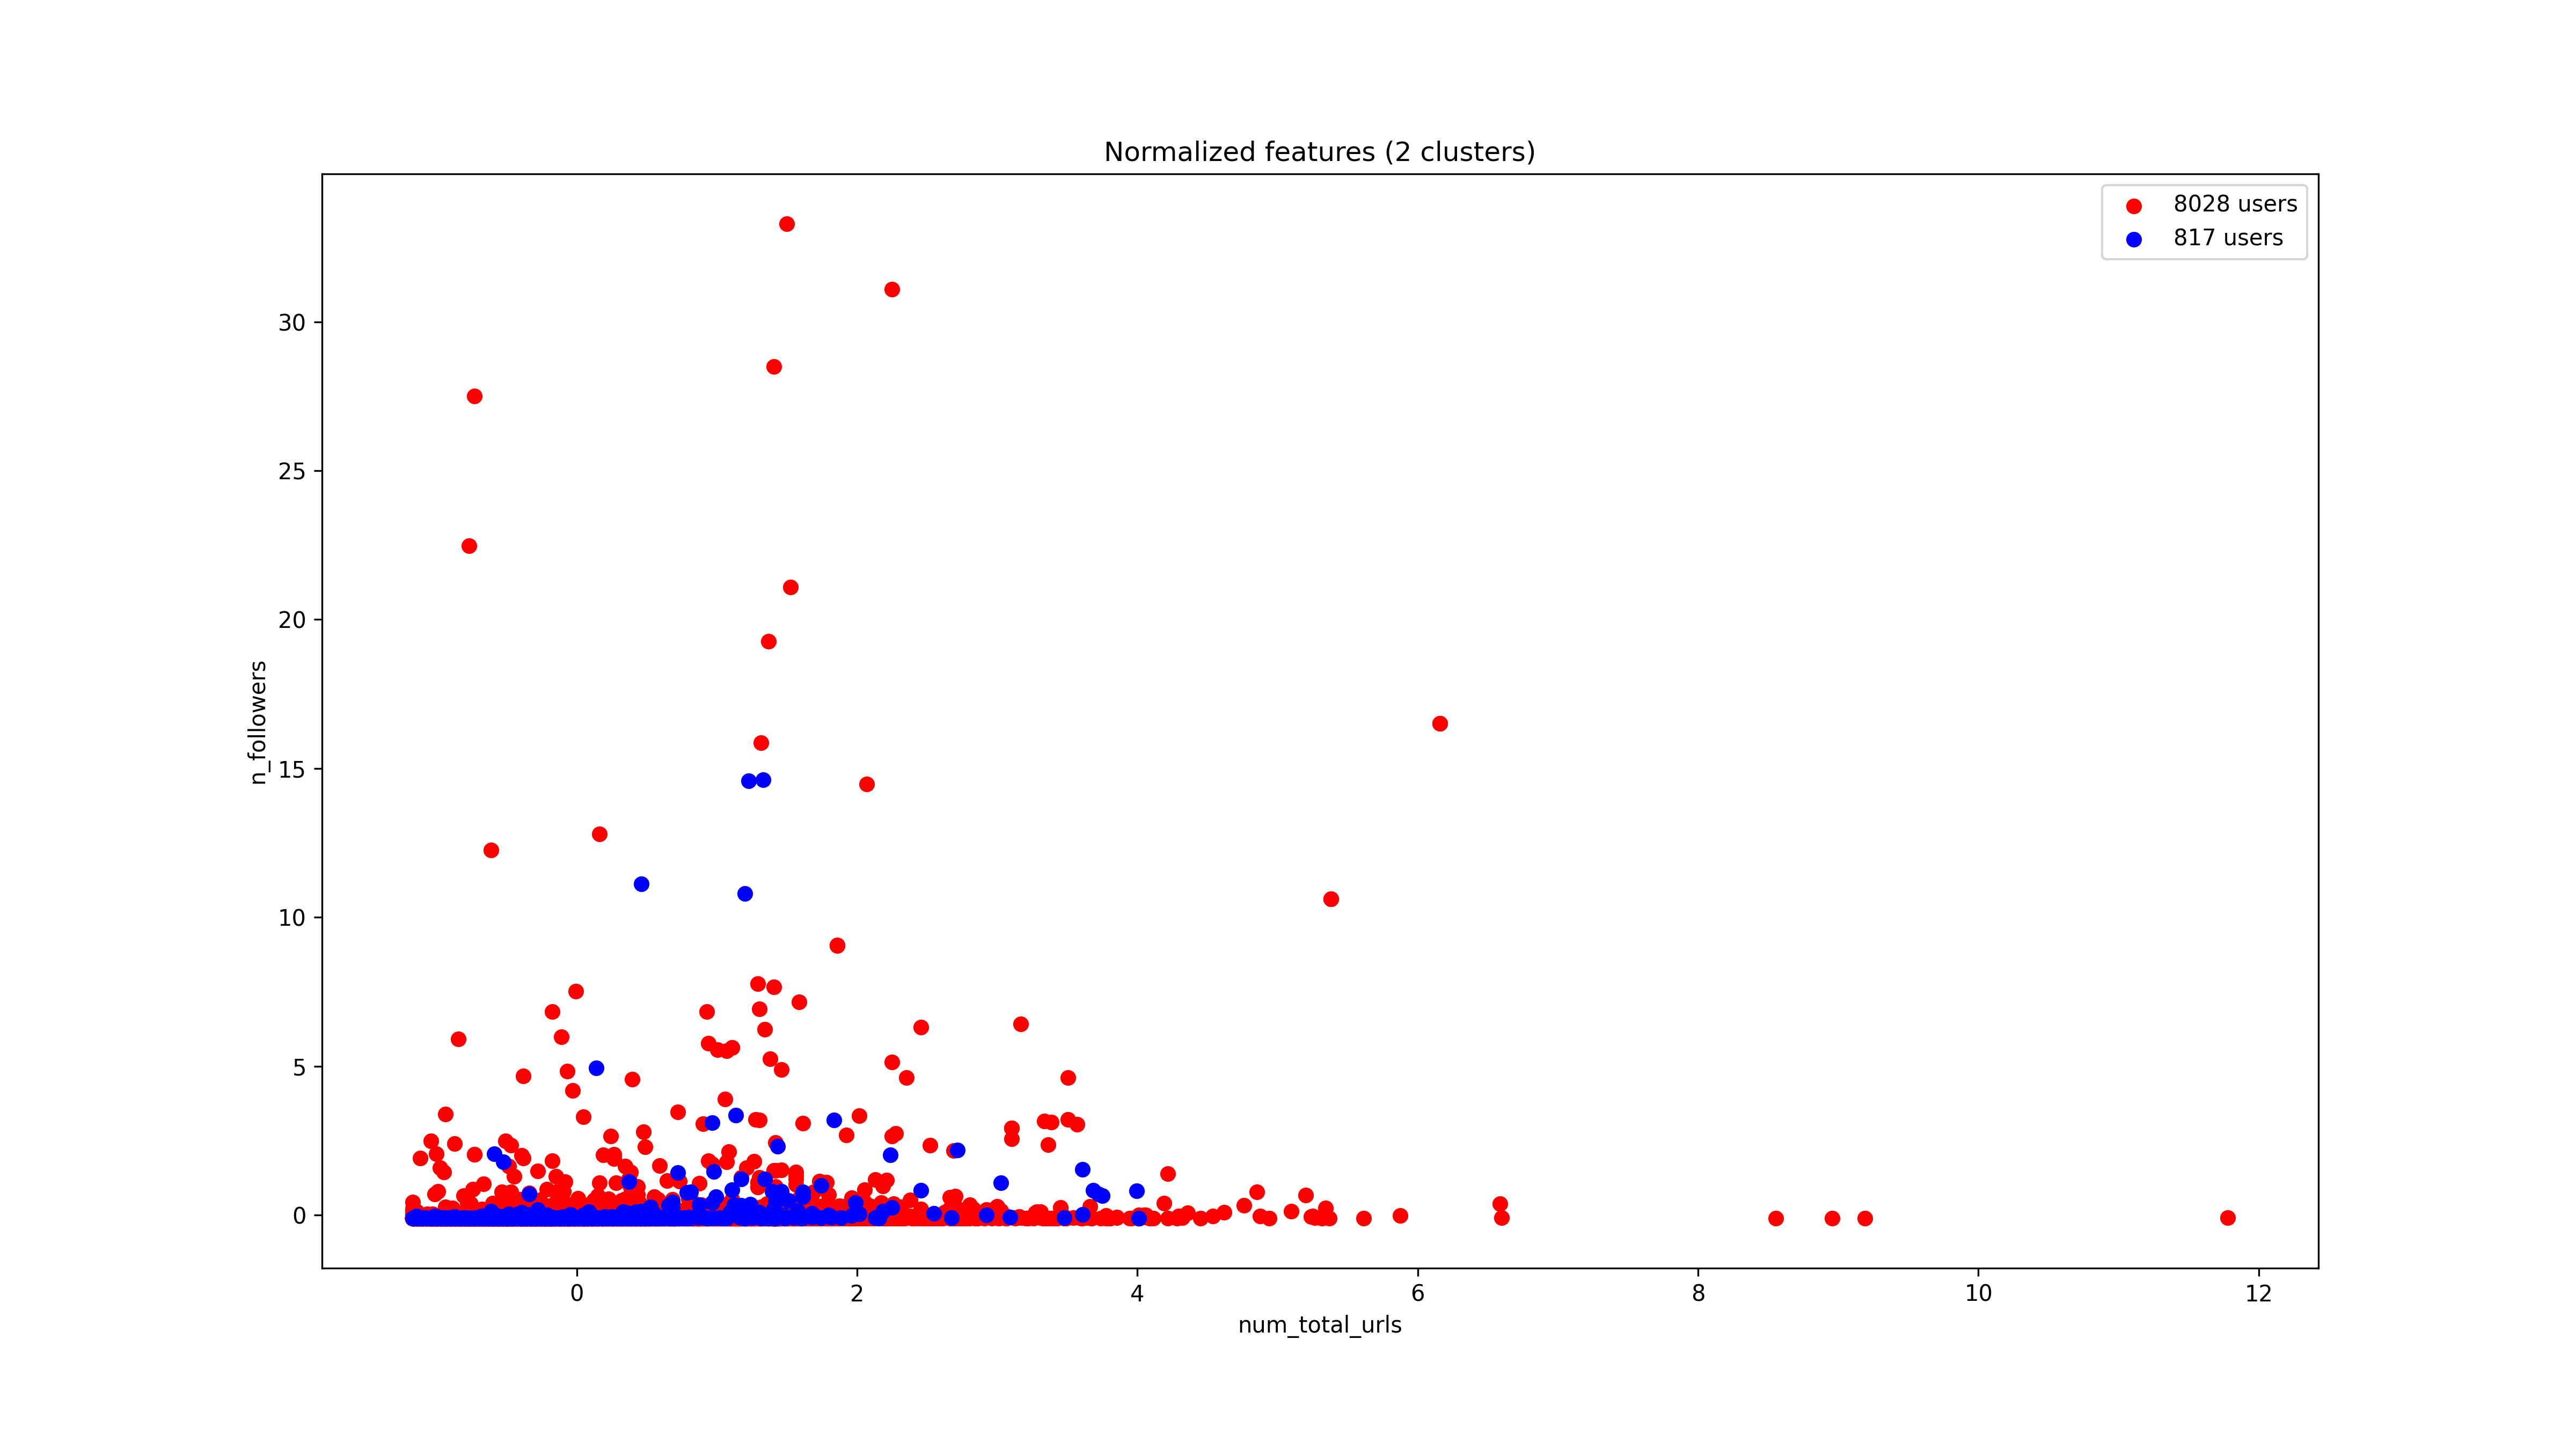 Normalized features (2 clusters)
8028 users
817 users
n_followers
30
25
20
15
10
5
0
0 2 4 6 8 10 12
num_total_urls